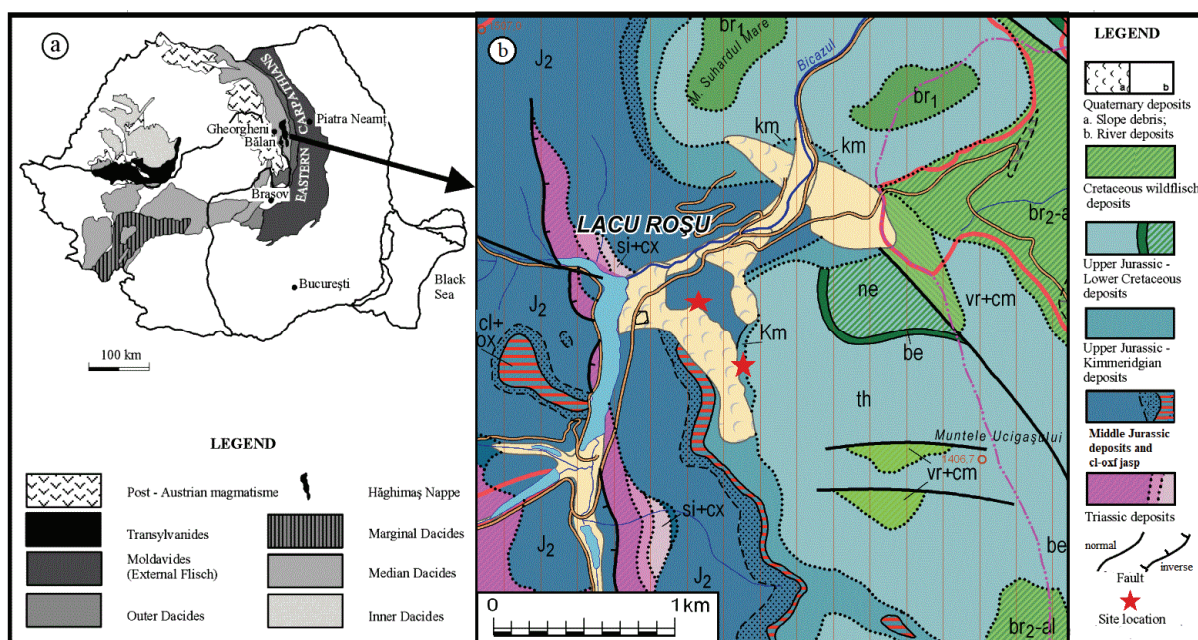 a
CARPATHIANS
EASTERN
Piatra Neamţ
Gheorgheni
Bălan
Braşov
Bucureşti
Black
Sea
100 km
LEGEND
Post - Austrian magmatisme
Hăghimaş Nappe
Transylvanides
Marginal Dacides
Moldavides
(External Flisch)
Median Dacides
Outer Dacides
Inner Dacides
b
J2
br1
M. Suhardul Mare
Bicazul
br1
km
km
LACU ROŞU
si+cx
br2-a
J2
ne
vr+cm
cl+
ox
Km
be
th
Muntele Ucigaşului
1406.7
vr+cm
si+cx
J2
J2
be
br2-al
0
1km
LEGEND
a
b
Quaternary deposits
a. Slope debris;
b. River deposits
Cretaceous wildflisch
deposits
Upper Jurassic -
Lower Cretaceous
deposits
Upper Jurassic -
Kimmeridgian
deposits
Middle Jurassic
deposits and
cl-oxf jasp
Triassic deposits
normal
inverse
Fault
Site location